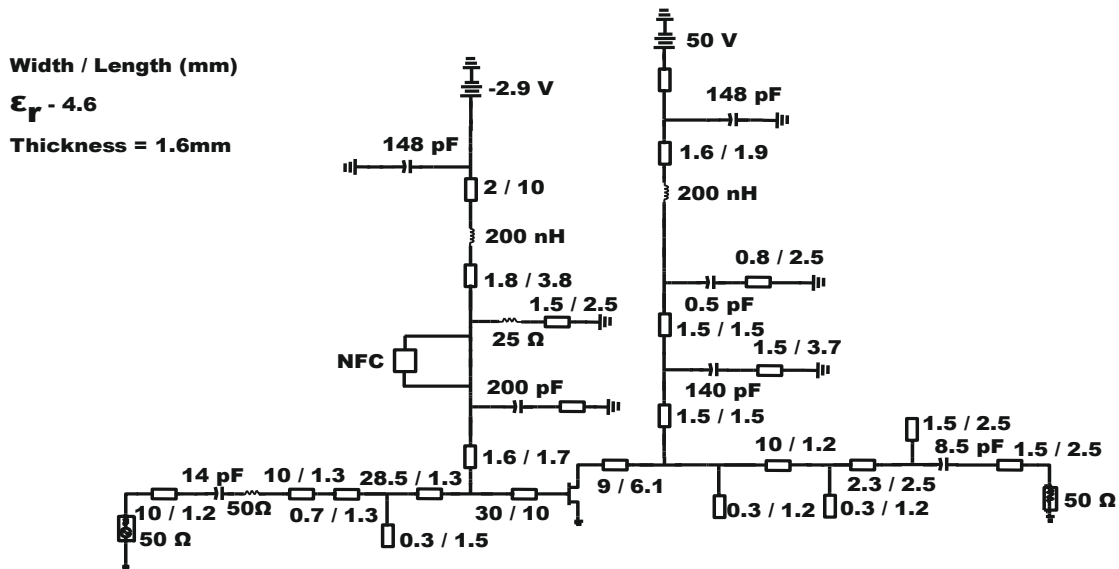 Width / Length (mm)
εr - 4.6
Thickness = 1.6mm
-2.9 V
148 pF
2 / 10
200 nH
1.8 / 3.8
1.5 / 2.5
25 Ω
NFC
200 pF
1.6 / 1.7
14 pF
10 / 1.3
28.5 / 1.3
10 / 1.2
50Ω
0.7 / 1.3
30 / 10
50 Ω
0.3 / 1.5
50 V
148 pF
1.6 / 1.9
200 nH
0.8 / 2.5
0.5 pF
1.5 / 1.5
1.5 / 3.7
140 pF
1.5 / 1.5
1.5 / 2.5
10 / 1.2
8.5 pF
1.5 / 2.5
9 / 6.1
2.3 / 2.5
0.3 / 1.2
0.3 / 1.2
50 Ω